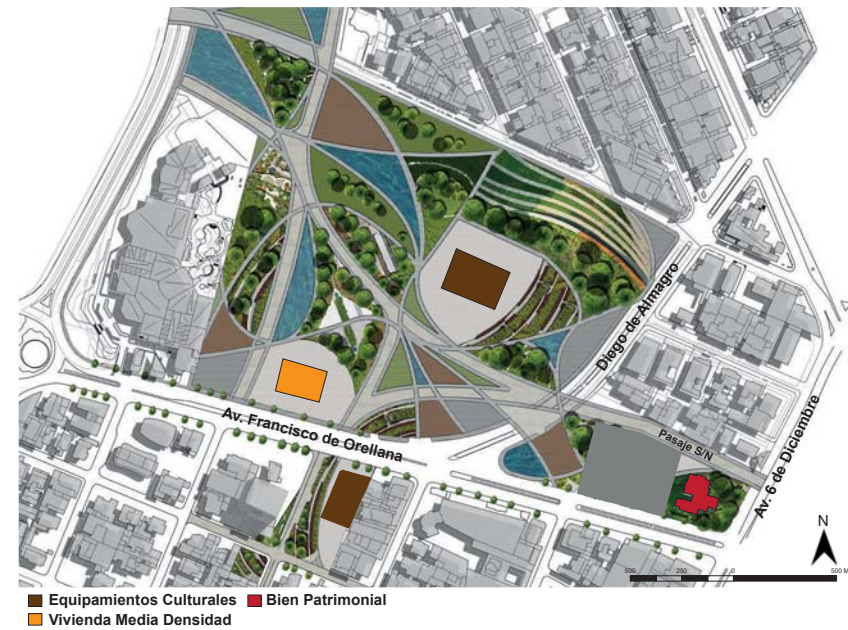 Diego de Almagro
Av. 6 de Diciembre
Av. Francisco de Orellana
Pasaje S/N
N
500 250 0 500 M
Equipamientos Culturales Bien Patrimonial
Vivienda Media Densidad